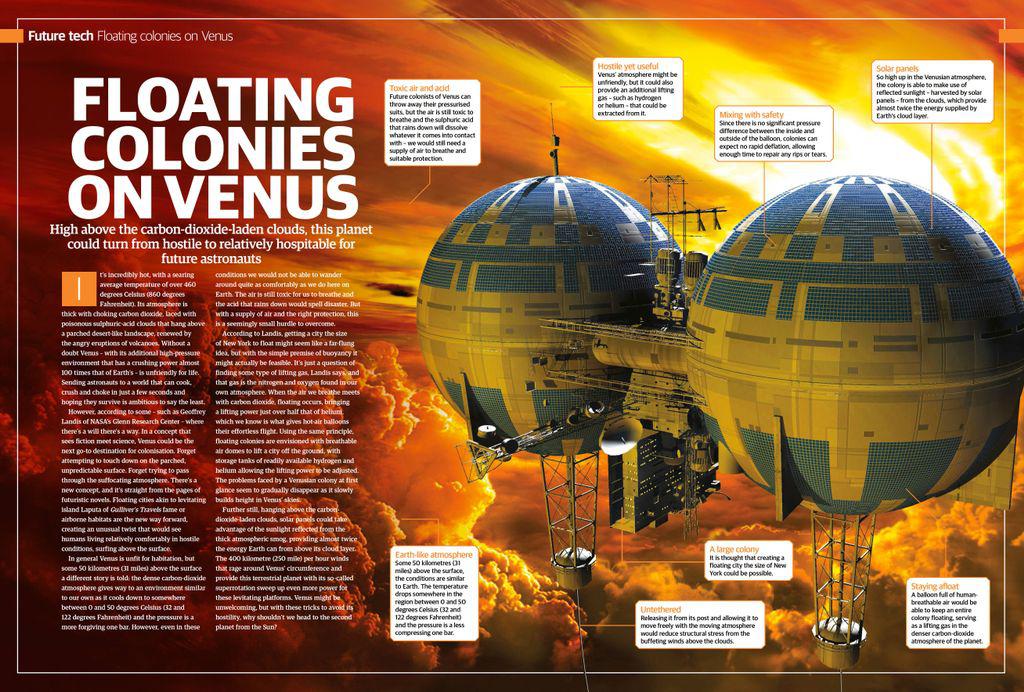 Future tech Floating colonies on Venus
FLOATING
COLONIES
ON VENUS
High above the carbon-dioxide-laden clouds, this planet
could turn from hostile to relatively hospitable for
future astronauts
It's incredibly hot, with a searing
average temperature of over 460
degrees Celsius (860 degrees
Fahrenheit). Its atmosphere is
thick with choking carbon dioxide, laced with
poisonous sulphuric-acid clouds that hang above
a parched desert-like landscape, renewed by
the angry eruptions of volcanoes. Without a
doubt Venus - with its additional high-pressure
environment that has a crushing power almost
100 times that of Earth's - is unfriendly for life.
Sending astronauts to a world that can cook,
crush and choke in just a few seconds and
hoping they survive is ambitious to say the least.
However, according to some - such as Geoffrey
Landis of NASA's Glenn Research Center - where
there's a will there's a way. In a concept that
sees fiction meet science, Venus could be the
next go-to destination for colonisation. Forget
attempting to touch down on the parched,
unpredictable surface. Forget trying to pass
through the suffocating atmosphere. There's a
new concept, and it's straight from the pages of
futuristic novels. Floating cities akin to levitating
island Laputa of Gulliver's Travels fame or
airborne habitats are the new way forward,
creating an unusual twist that would see
humans living relatively comfortably in hostile
conditions, surfing above the surface.
In general Venus is unfit for habitation, but
some 50 kilometres (31 miles) above the surface
a different story is told: the dense carbon-dioxide
atmosphere gives way to an environment similar
to our own as it cools down to somewhere
between 0 and 50 degrees Celsius (32 and
122 degrees Fahrenheit) and the pressure is a
more forgiving one bar. However, even in these
conditions we would not be able to wander
around quite as comfortably as we do here on
Earth. The air is still toxic for us to breathe and
the acid that rains down would spell disaster. But
with a supply of air and the right protection, this
is a seemingly small hurdle to overcome.
According to Landis, getting a city the size
of New York to float might seem like a far-flung
idea, but with the simple premise of buoyancy it
might actually be feasible. It's just a question of
finding some type of lifting gas, Landis says, and
that gas is the nitrogen and oxygen found in our
own atmosphere. When the air we breathe meets
with carbon dioxide, floating occurs, bringing
a lifting power just over half that of helium,
which we know is what gives hot-air balloons
their effortless flight. Using the same principle,
floating colonies are envisioned with breathable
air domes to lift a city off the ground, with
storage tanks of readily available hydrogen and
helium allowing the lifting power to be adjusted.
The problems faced by a Venusian colony at first
glance seem to gradually disappear as it slowly
builds height in Venus' skies.
Further still, hanging above the carbon-
dioxide-laden clouds, solar panels could take
advantage of the sunlight reflected from the
thick atmospheric smog, providing almost twice
the energy Earth can from above its cloud layer.
The 400 kilometre (250 mile) per hour winds
that rage around Venus' circumference and
provide this terrestrial planet with its so-called
superrotation sweep up even more power for
these levitating platforms. Venus might be
unwelcoming, but with these tricks to avoid its
hostility, why shouldn't we head to the second
planet from the Sun?
Toxic air and acid
Future colonists of Venus can
throw away their pressurised
suits, but the air is still toxic to
breathe and the sulphuric acid
that rains down will dissolve
whatever it comes into contact
with - we would still need a
supply of air to breathe and
suitable protection.
Hostile yet useful
Venus' atmosphere might be
unfriendly, but it could also
provide an additional lifting
gas - such as hydrogen
or helium - that could be
extracted from it.
Mixing with safety
Since there is no significant pressure
difference between the inside and
outside of the balloon, colonies can
expect no rapid deflation, allowing
enough time to repair any rips or tears.
Solar panels
So high up in the Venusian atmosphere,
the colony is able to make use of
reflected sunlight - harvested by solar
panels - from the clouds, which provide
almost twice the energy supplied by
Earth's cloud layer.
Earth-like atmosphere
Some 50 kilometres (31
miles) above the surface,
the conditions are similar
to Earth. The temperature
drops somewhere in the
region between 0 and 50
degrees Celsius (32 and
122 degrees Fahrenheit)
and the pressure is a less
compressing one bar.
A large colony
It is thought that creating a
floating city the size of New
York could be possible.
Untethered
Releasing it from its post and allowing it to
move freely with the moving atmosphere
would reduce structural stress from the
buffeting winds above the clouds.
Staying afloat
A balloon full of human-
breathable air would be
able to keep an entire
colony floating, serving
as a lifting gas in the
denser carbon-dioxide
atmosphere of the planet.